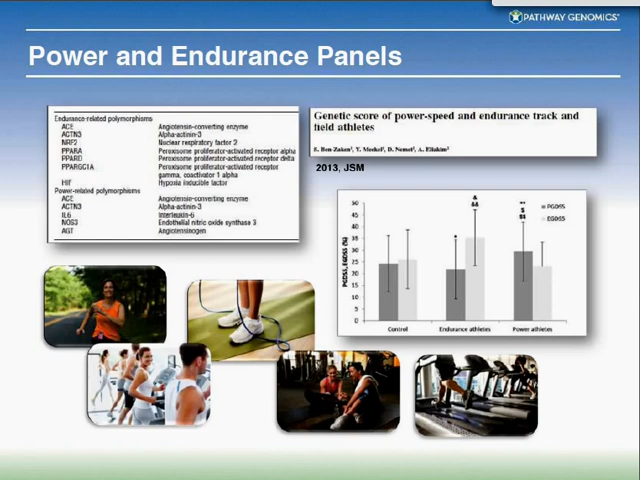 PATHWAY GENOMICS
Power and Endurance Panels
Endurance-related polymorphisms
ACE Angiotensin-converting enzyme
ACTN3 Alpha-actinin-3
NRF2 Nuclear respiratory factor 2
PPARA Peroxisome proliferator-activated receptor alpha
PPARD Peroxisome proliferator-activated receptor delta
PPARGC1A Peroxisome proliferator-activated receptor
gamma, coactivator 1 alpha
HIF Hypoxia inducible factor
Power-related polymorphisms
ACE Angiotensin-converting enzyme
ACTN3 Alpha-actinin-3
IL6 Interleukin-6
NOS3 Endothelial nitric oxide synthase 3
AGT Angiotensinogen
Genetic score of power-speed and endurance track and
field athletes
S. Ben-Zaken¹, Y. Meckel¹, D. Nemet², A. Eliakim²
2013, JSM
PGDSS, EGDSS (%)
50
45
40
35
30
25
20
15
10
5
0
*
&
&&
**
$
$$
PGDSS
EGDSS
Control
Endurance athletes
Power athletes